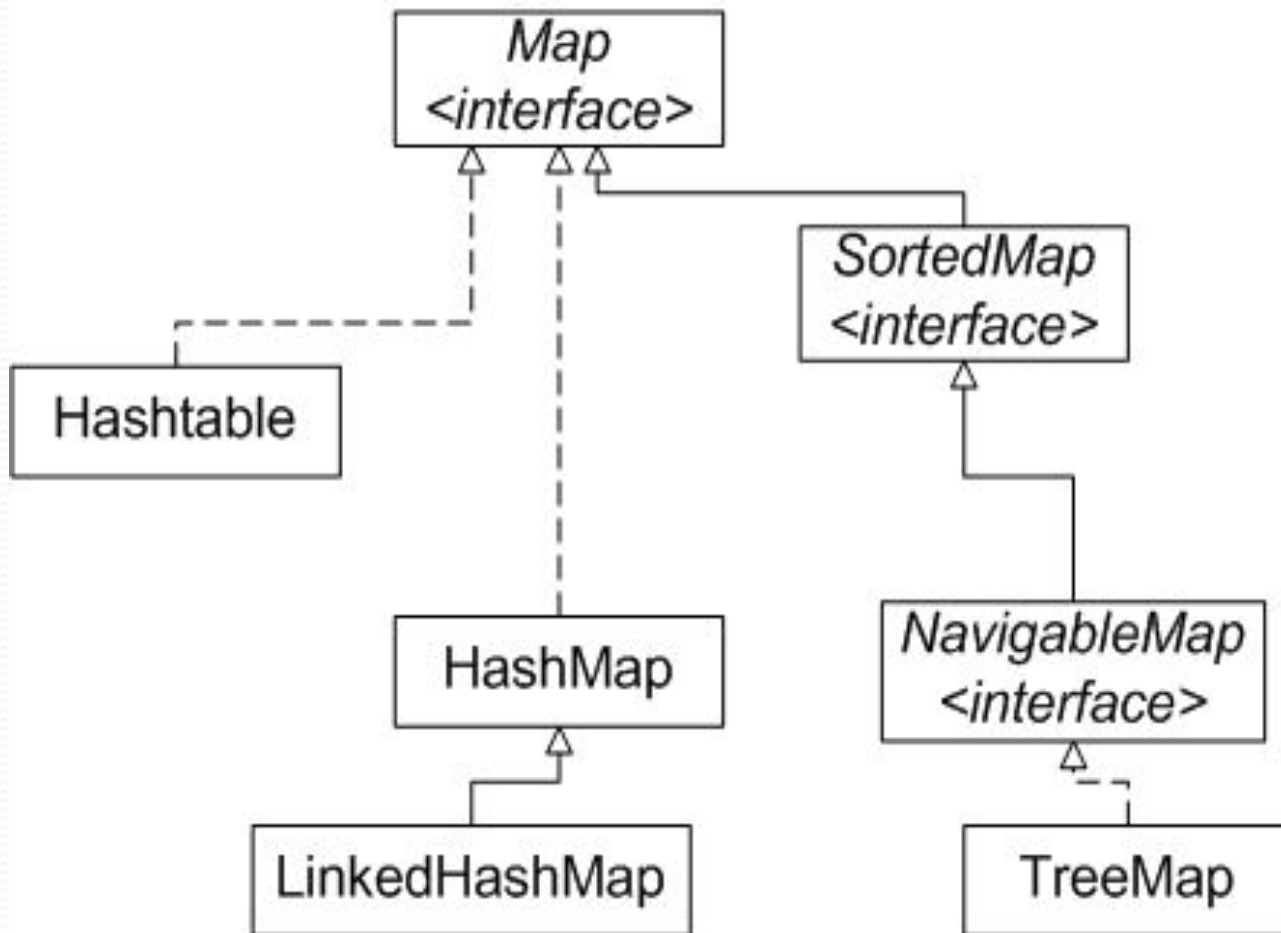 Map
<interface>
SortedMap
<interface>
Hashtable
HashMap
NavigableMap
<interface>
LinkedHashMap
TreeMap